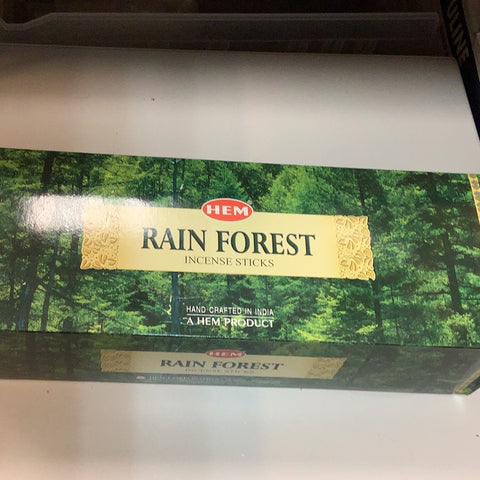 HEM
RAIN FOREST
INCENSE STICKS
HAND CRAFTED IN INDIA
A HEM PRODUCT
HEM
RAIN FOREST
INCENSE STICKS